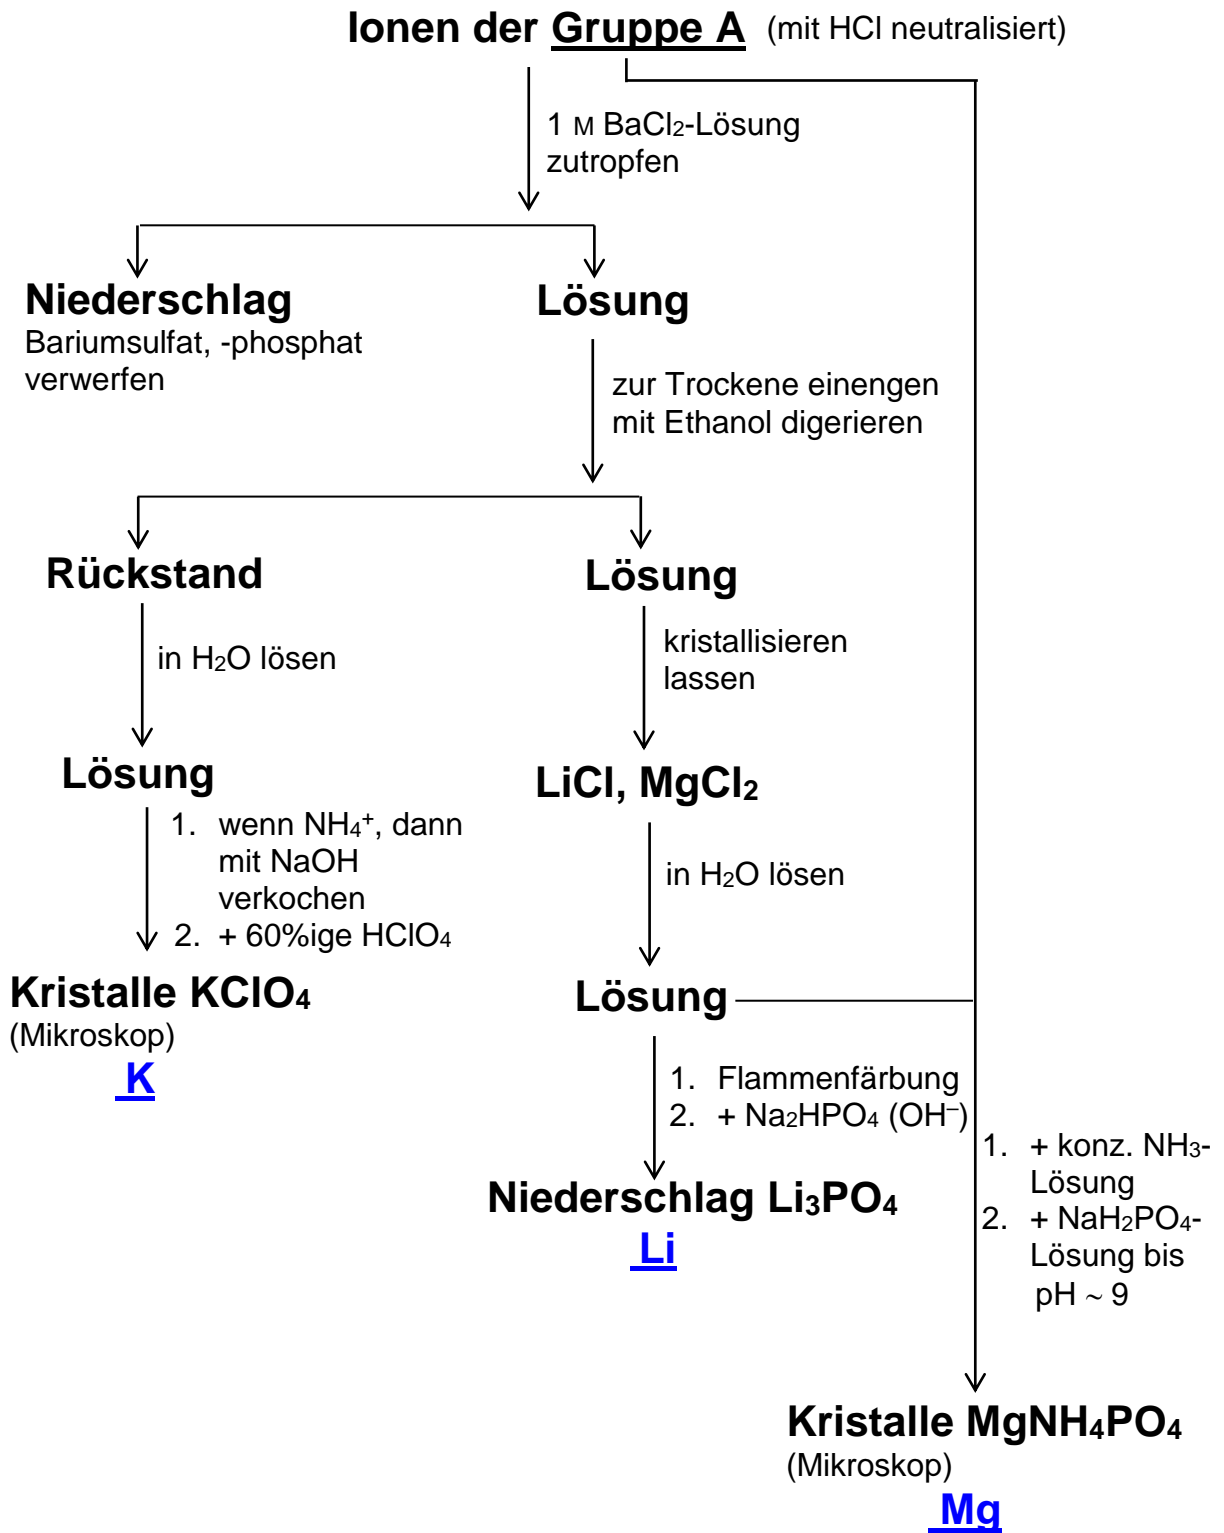 Ionen der Gruppe A (mit HCl neutralisiert)
1 M BaCl2-Lösung
zutropfen
Niederschlag
Bariumsulfat, -phosphat
verwerfen
Lösung
zur Trockene einengen
mit Ethanol digerieren
Rückstand
Lösung
in H2O lösen
kristallisieren
lassen
Lösung
LiCl, MgCl2
1. wenn NH4+, dann
mit NaOH
verkochen
2. + 60%ige HClO4
in H2O lösen
Kristalle KClO4
(Mikroskop)
K
Lösung
1. Flammenfärbung
2. + Na2HPO4 (OH–)
Niederschlag Li3PO4
Li
1. + konz. NH3-
Lösung
2. + NaH2PO4-
Lösung bis
pH ~ 9
Kristalle MgNH4PO4
(Mikroskop)
Mg